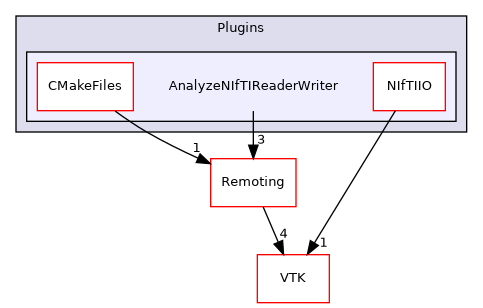 Plugins
CMakeFiles
AnalyzeNIfTIReaderWriter
NIfTIIO
1
3
Remoting
4
1
VTK